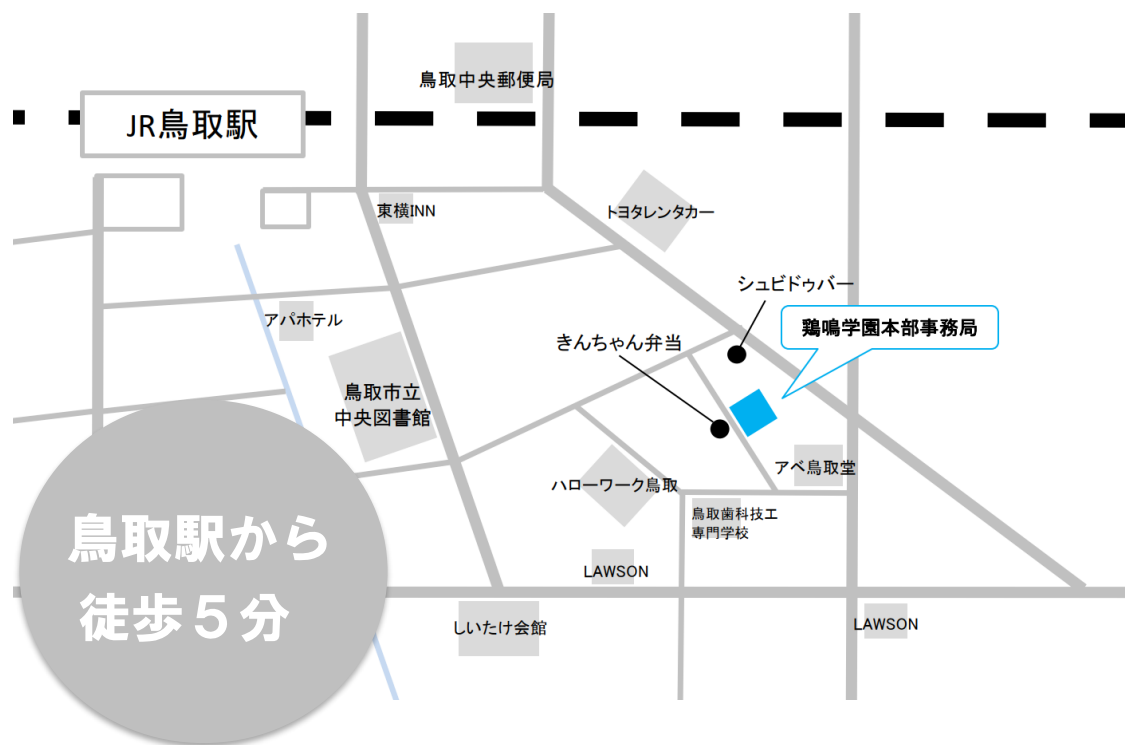 鳥取中央郵便局
JR鳥取駅
東横INN
トヨタレンタカー
シュビドゥバー
アパホテル
鶏鳴学園本部事務局
きんちゃん弁当
鳥取市立
中央図書館
アベ鳥取堂
ハローワーク鳥取
鳥取歯科技工
専門学校
鳥取駅から
徒歩5分
LAWSON
しいたけ会館
LAWSON